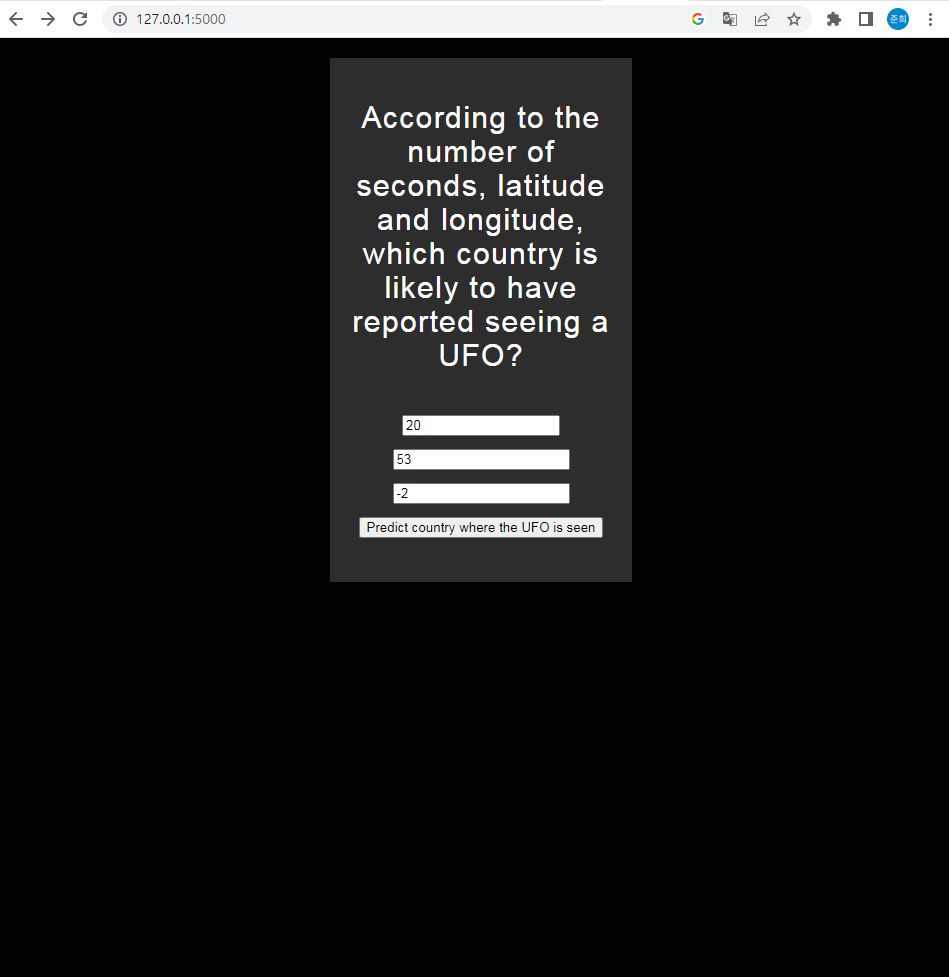 127.0.0.1:5000
준희
According to the
number of
seconds, latitude
and longitude,
which country is
likely to have
reported seeing a
UFO?
20
53
-2
Predict country where the UFO is seen